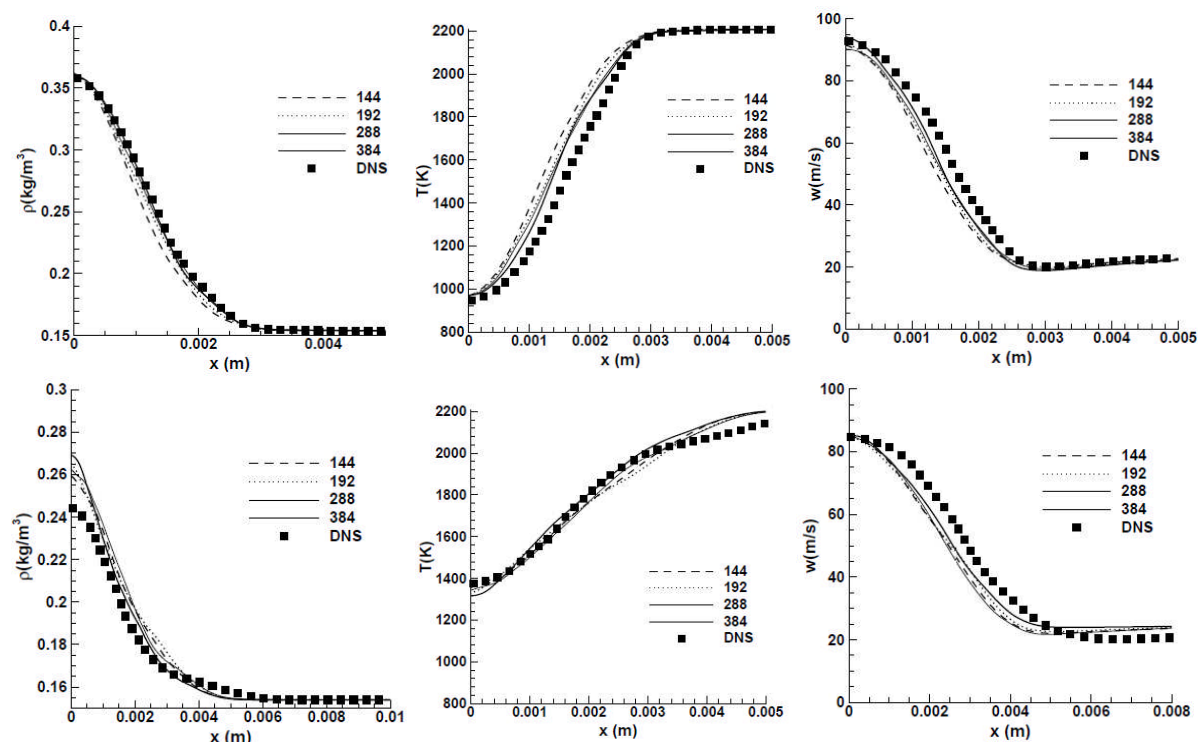 0.4
0.35
0.3
0.25
0.2
0.15
ρ(kg/m³)
144
192
288
384
DNS
0 0.002 0.004
x (m)
2200
2000
1800
1600
1400
1200
1000
800
T(K)
144
192
288
384
DNS
0 0.001 0.002 0.003 0.004 0.005
x (m)
100
80
60
40
20
0
w(m/s)
144
192
288
384
DNS
0 0.001 0.002 0.003 0.004 0.005
x (m)
0.3
0.28
0.26
0.24
0.22
0.2
0.18
0.16
ρ(kg/m³)
144
192
288
384
DNS
0 0.002 0.004 0.006 0.008 0.01
x (m)
2200
2000
1800
1600
1400
1200
1000
800
T(K)
144
192
288
384
DNS
0 0.001 0.002 0.003 0.004 0.005
x (m)
100
80
60
40
20
0
w(m/s)
144
192
288
384
DNS
0 0.002 0.004 0.006 0.008
x (m)